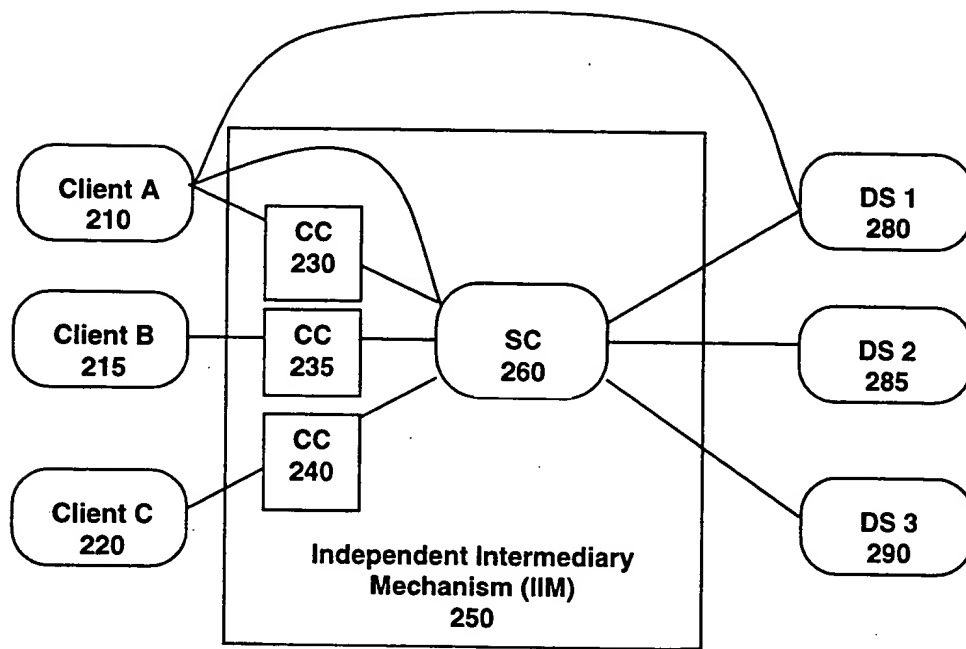 Client A
210
CC
230
DS 1
280
Client B
215
CC
235
SC
260
DS 2
285
CC
240
Client C
220
DS 3
290
Independent Intermediary
Mechanism (IIM)
250